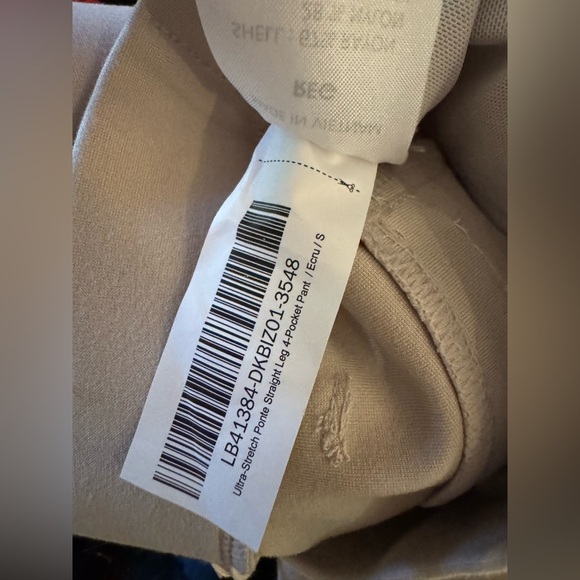 28% NYLON
SHELL: 67% RAYON
REG
MADE IN VIETNAM
LB41384-DKBIZ01-3548
Ultra-Stretch Ponte Straight Leg 4-Pocket Pant / Ecru / S